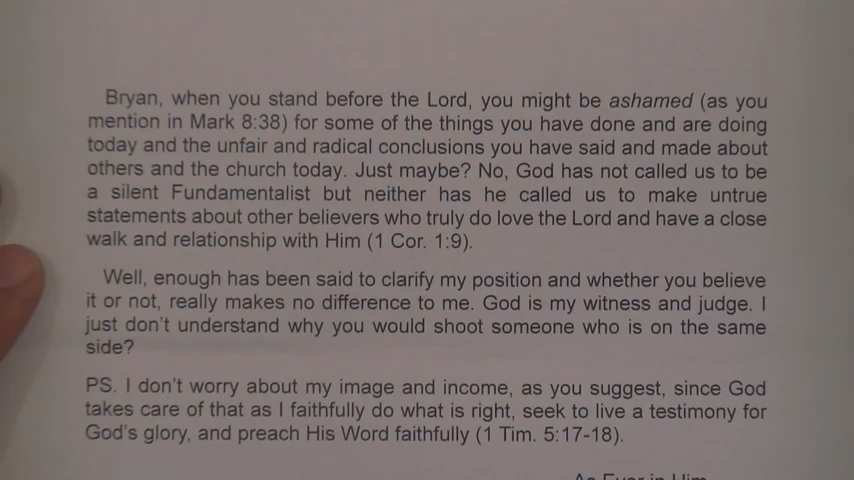 Bryan, when you stand before the Lord, you might be ashamed (as you
mention in Mark 8:38) for some of the things you have done and are doing
today and the unfair and radical conclusions you have said and made about
others and the church today. Just maybe? No, God has not called us to be
a silent Fundamentalist but neither has he called us to make untrue
statements about other believers who truly do love the Lord and have a close
walk and relationship with Him (1 Cor. 1:9).
Well, enough has been said to clarify my position and whether you believe
it or not, really makes no difference to me. God is my witness and judge. I
just don't understand why you would shoot someone who is on the same
side?
PS. I don't worry about my image and income, as you suggest, since God
takes care of that as I faithfully do what is right, seek to live a testimony for
God's glory, and preach His Word faithfully (1 Tim. 5:17-18).
As Ever in Him